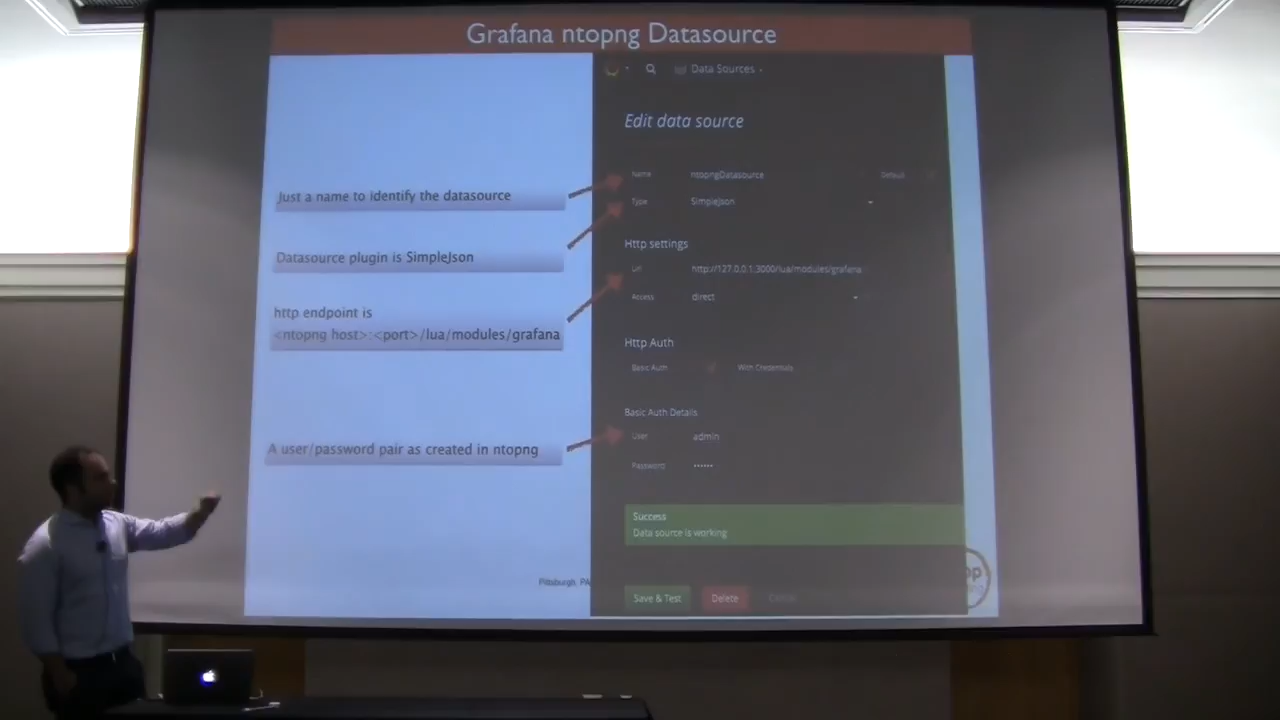 Grafana ntopng Datasource
Data Sources
Edit data source
Just a name to identify the datasource
Name
ntopngDatasource
Default
Datasource plugin is SimpleJson
Type
SimpleJson
Http settings
http endpoint is
<ntopng host>:<port>/lua/modules/grafana
Url
http://127.0.0.1:3000/lua/modules/grafana
Access
direct
Http Auth
Basic Auth
With Credentials
Basic Auth Details
A user/password pair as created in ntopng
User
admin
Password
••••••
Success
Data source is working
Pittsburgh, PA
Save & Test
Delete